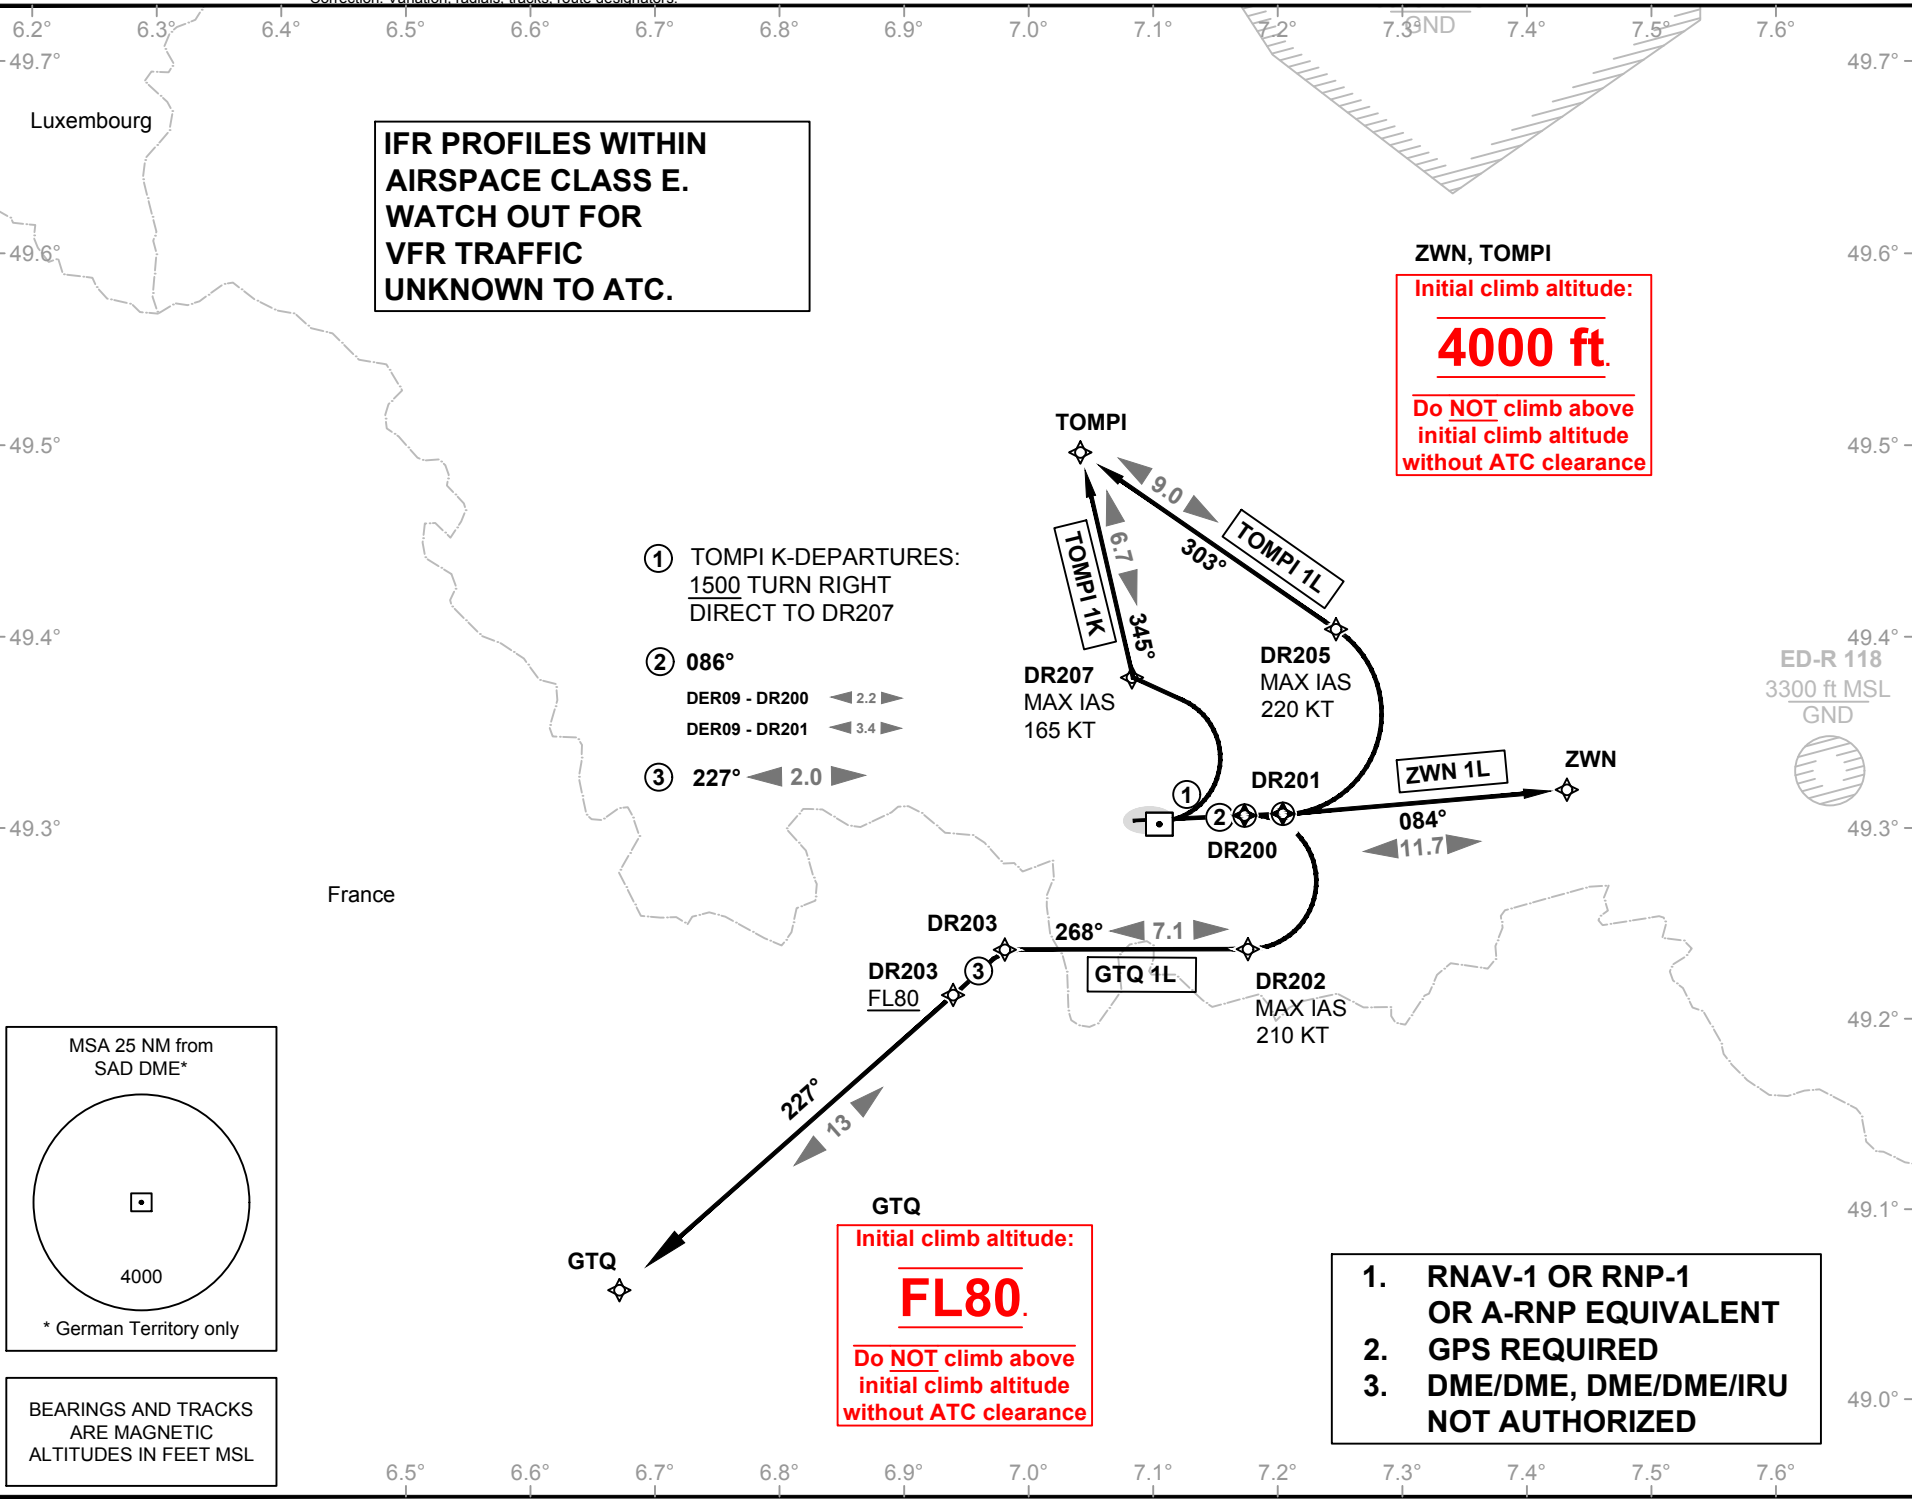 Correction: Variation, radials, tracks, route designators.
6.2° 6.3° 6.4° 6.5° 6.6° 6.7° 6.8° 6.9° 7.0° 7.1° 7.2° 7.3° 7.4° 7.5° 7.6°
GND
49.7° 49.7°
Luxembourg
IFR PROFILES WITHIN
AIRSPACE CLASS E.
WATCH OUT FOR
VFR TRAFFIC
UNKNOWN TO ATC.
49.6° 49.6°
ZWN, TOMPI
Initial climb altitude:
4000 ft.
Do NOT climb above
initial climb altitude
without ATC clearance
49.5° 49.5°
TOMPI
9.0
TOMPI 1L
303°
6.7
TOMPI 1K
345°
1 TOMPI K-DEPARTURES:
1500 TURN RIGHT
DIRECT TO DR207
2 086°
DER09 - DR200 2.2
DER09 - DR201 3.4
3 227° 2.0
49.4° 49.4°
DR207
MAX IAS
165 KT
DR205
MAX IAS
220 KT
ED-R 118
3300 ft MSL
GND
ZWN
ZWN 1L
DR201
1
2
084°
11.7
DR200
49.3° 49.3°
France
DR203
268° 7.1
GTQ 1L
3
DR203
FL80
DR202
MAX IAS
210 KT
49.2°
MSA 25 NM from
SAD DME*
4000
* German Territory only
227°
13
49.1°
GTQ
GTQ
Initial climb altitude:
FL80.
Do NOT climb above
initial climb altitude
without ATC clearance
1. RNAV-1 OR RNP-1
OR A-RNP EQUIVALENT
2. GPS REQUIRED
3. DME/DME, DME/DME/IRU
NOT AUTHORIZED
49.0°
BEARINGS AND TRACKS
ARE MAGNETIC
ALTITUDES IN FEET MSL
6.5° 6.6° 6.7° 6.8° 6.9° 7.0° 7.1° 7.2° 7.3° 7.4° 7.5° 7.6°